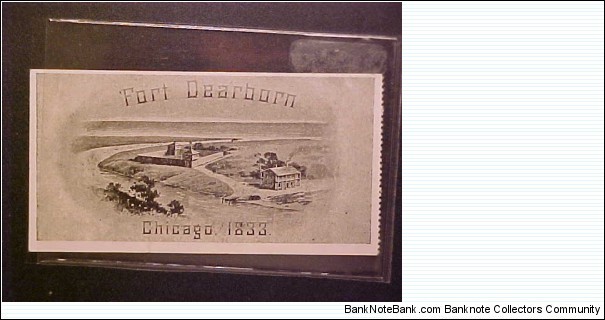 Fort Dearborn
Chicago, 1833.
BankNoteBank.com Banknote Collectors Community